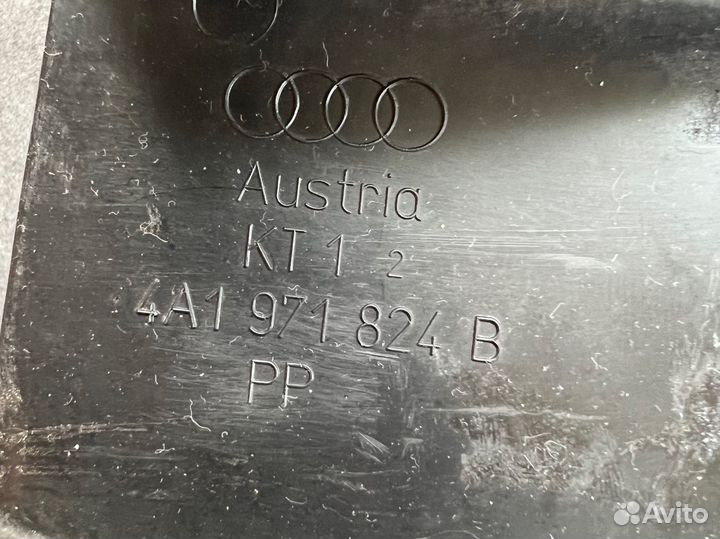 Austria
KT 1 2
4A1 971 824 B
PP
Avito